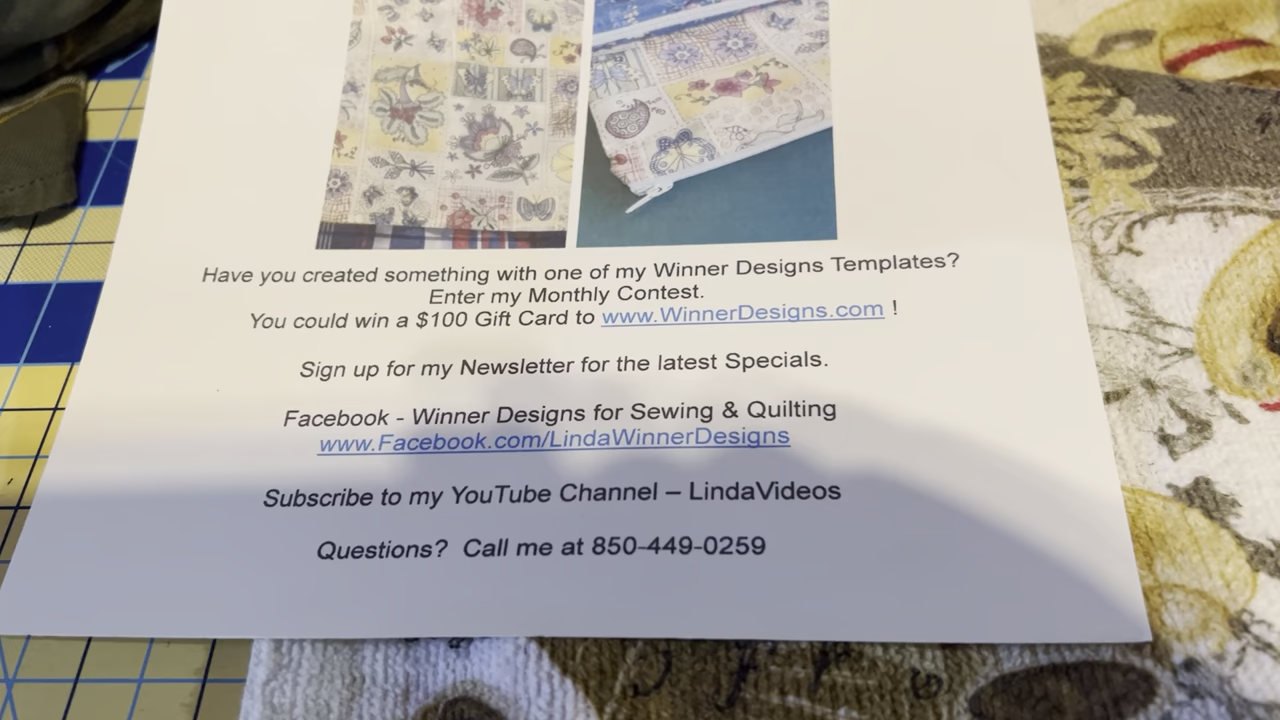 Have you created something with one of my Winner Designs Templates?
Enter my Monthly Contest.
You could win a $100 Gift Card to www.WinnerDesigns.com !
Sign up for my Newsletter for the latest Specials.
Facebook - Winner Designs for Sewing & Quilting
www.Facebook.com/LindaWinnerDesigns
Subscribe to my YouTube Channel – LindaVideos
Questions? Call me at 850-449-0259